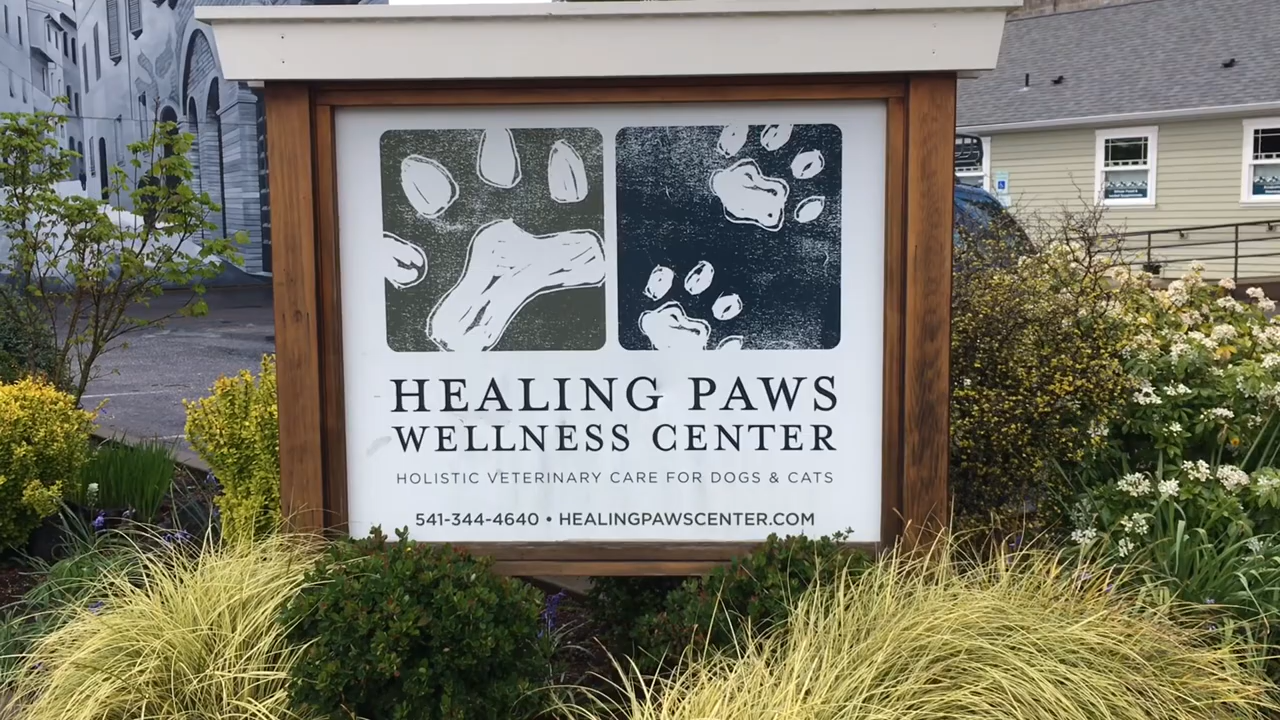 HEALING PAWS
WELLNESS CENTER
HOLISTIC VETERINARY CARE FOR DOGS & CATS
541-344-4640 • HEALINGPAWSCENTER.COM